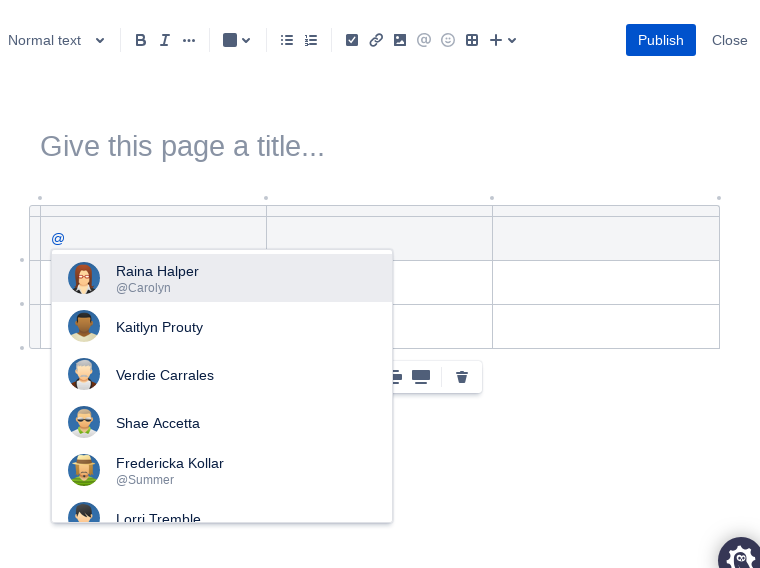 Normal text
Publish
Close
Give this page a title...
@
Raina Halper
@Carolyn
Kaitlyn Prouty
Verdie Carrales
Shae Accetta
Fredericka Kollar
@Summer
Lorri Tremble